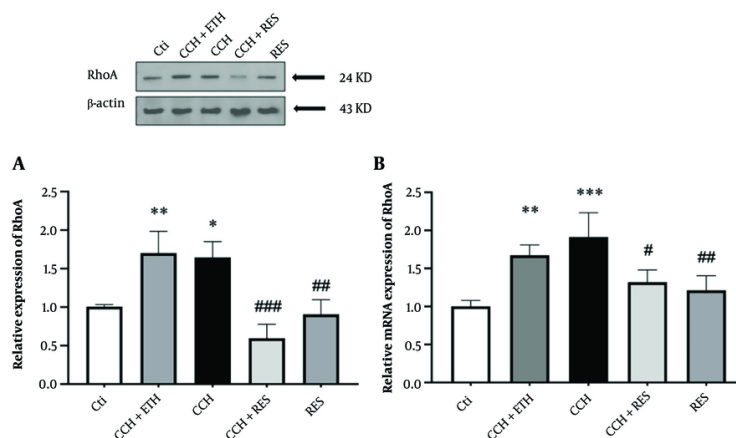 Cti CCH + ETH CCH CCH + RES RES
RhoA 24 KD
β-actin 43 KD
A
Relative expression of RhoA
2.5
2.0
1.5
1.0
0.5
0.0
** * ### ##
Cti CCH + ETH CCH CCH + RES RES
B
Relative mRNA expression of RhoA
2.5
2.0
1.5
1.0
0.5
0.0
** *** # ##
Cti CCH + ETH CCH CCH + RES RES